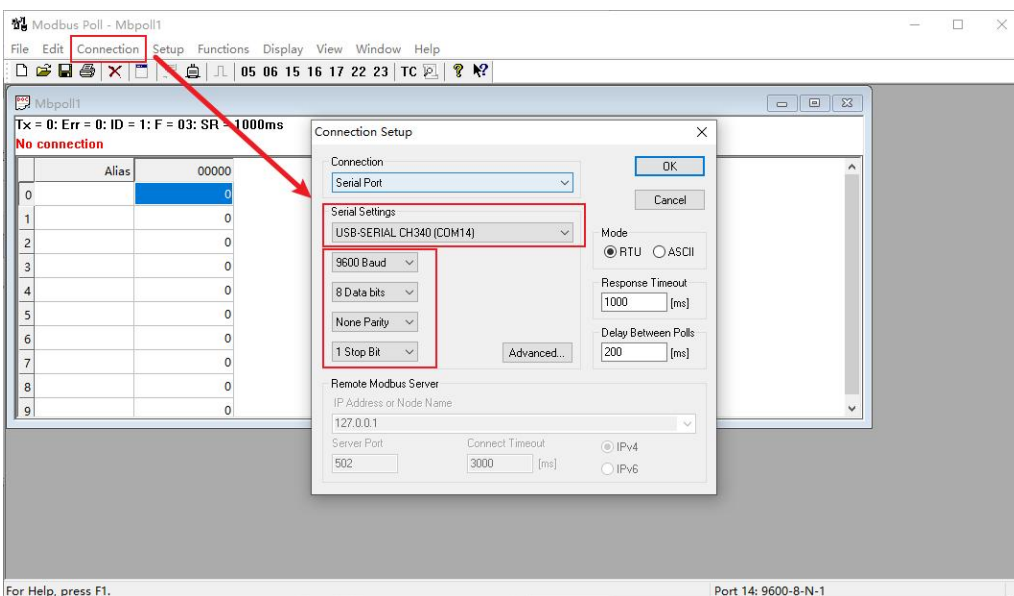 Modbus Poll - Mbpoll1
File Edit Connection Setup Functions Display View Window Help
05 06 15 16 17 22 23 TC
Mbpoll1
Tx = 0: Err = 0: ID = 1: F = 03: SR = 1000ms
No connection
Alias 00000
0 0
1 0
2 0
3 0
4 0
5 0
6 0
7 0
8 0
9 0
Connection Setup
Connection
Serial Port
OK
Cancel
Serial Settings
USB-SERIAL CH340 (COM14)
9600 Baud
8 Data bits
None Parity
1 Stop Bit
Advanced...
Mode
RTU ASCII
Response Timeout
1000 [ms]
Delay Between Polls
200 [ms]
Remote Modbus Server
IP Address or Node Name
127.0.0.1
Server Port Connect Timeout
502 3000 [ms]
IPv4
IPv6
For Help, press F1.
Port 14: 9600-8-N-1